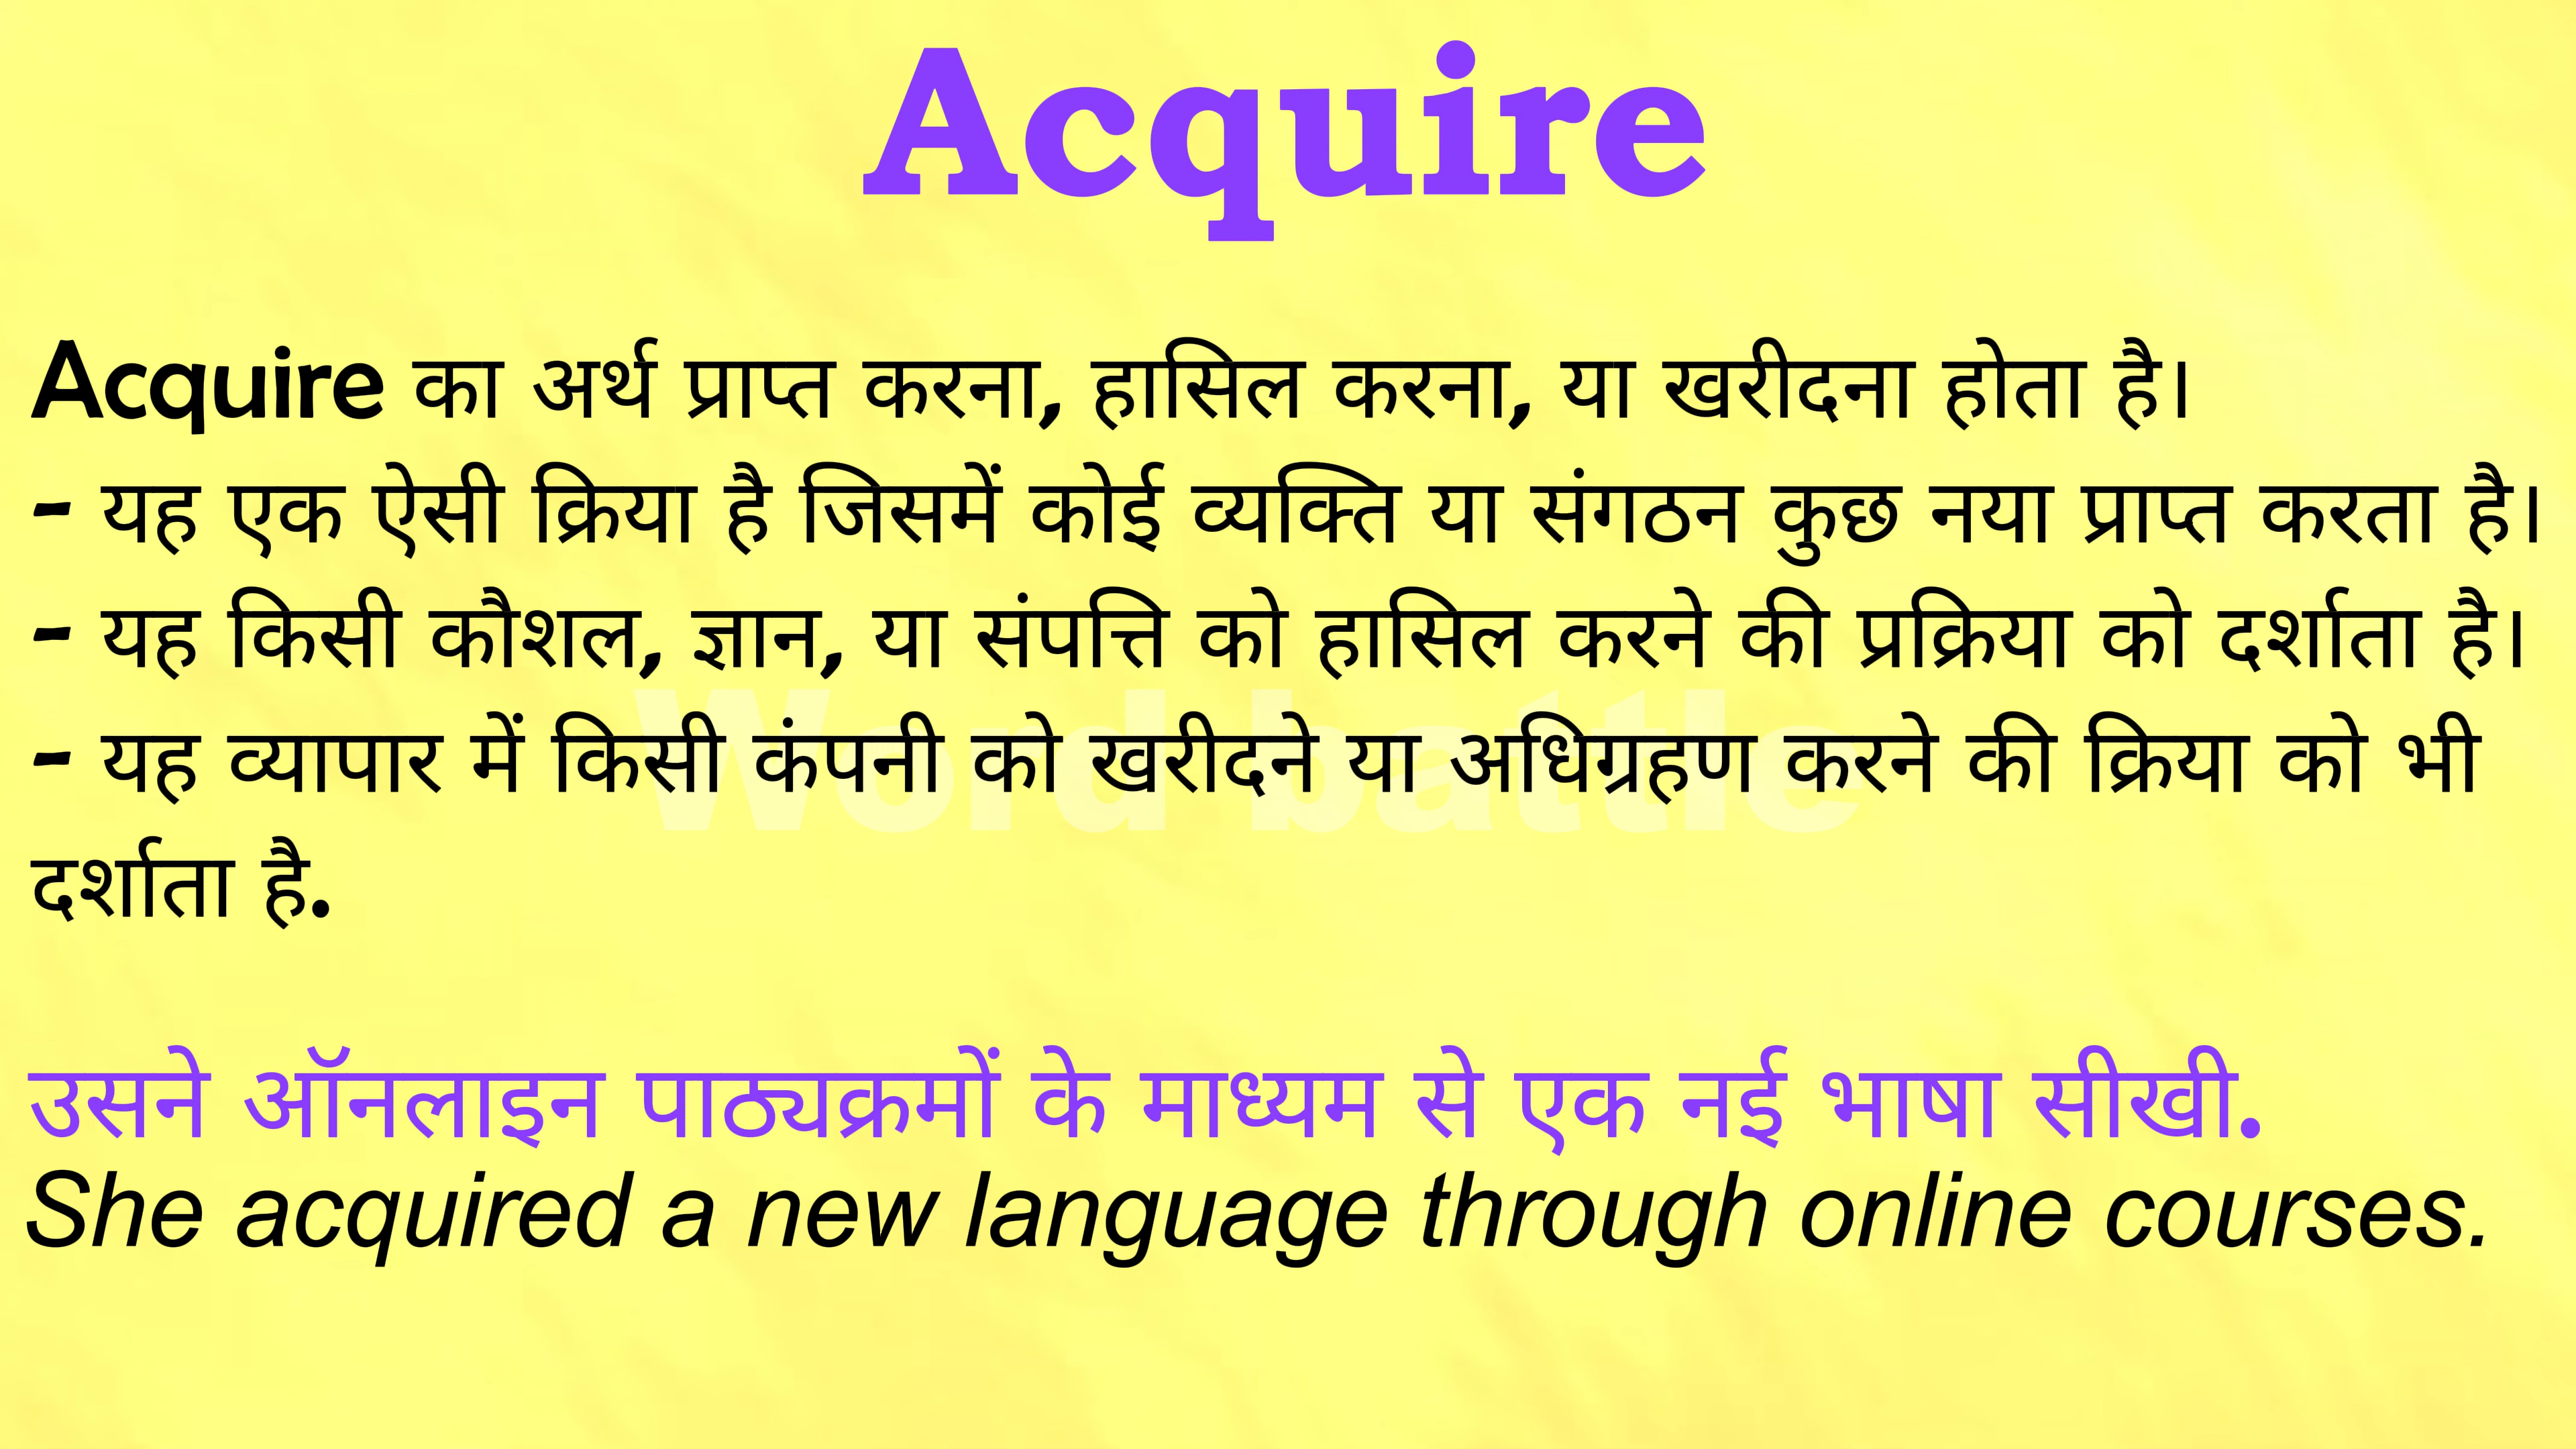 Acquire
Acquire का अर्थ प्राप्त करना, हासिल करना, या खरीदना होता है।
- यह एक ऐसी क्रिया है जिसमें कोई व्यक्ति या संगठन कुछ नया प्राप्त करता है।
- यह किसी कौशल, ज्ञान, या संपत्ति को हासिल करने की प्रक्रिया को दर्शाता है।
- यह व्यापार में किसी कंपनी को खरीदने या अधिग्रहण करने की क्रिया को भी
दर्शाता है.
Word battle
उसने ऑनलाइन पाठ्यक्रमों के माध्यम से एक नई भाषा सीखी.
She acquired a new language through online courses.